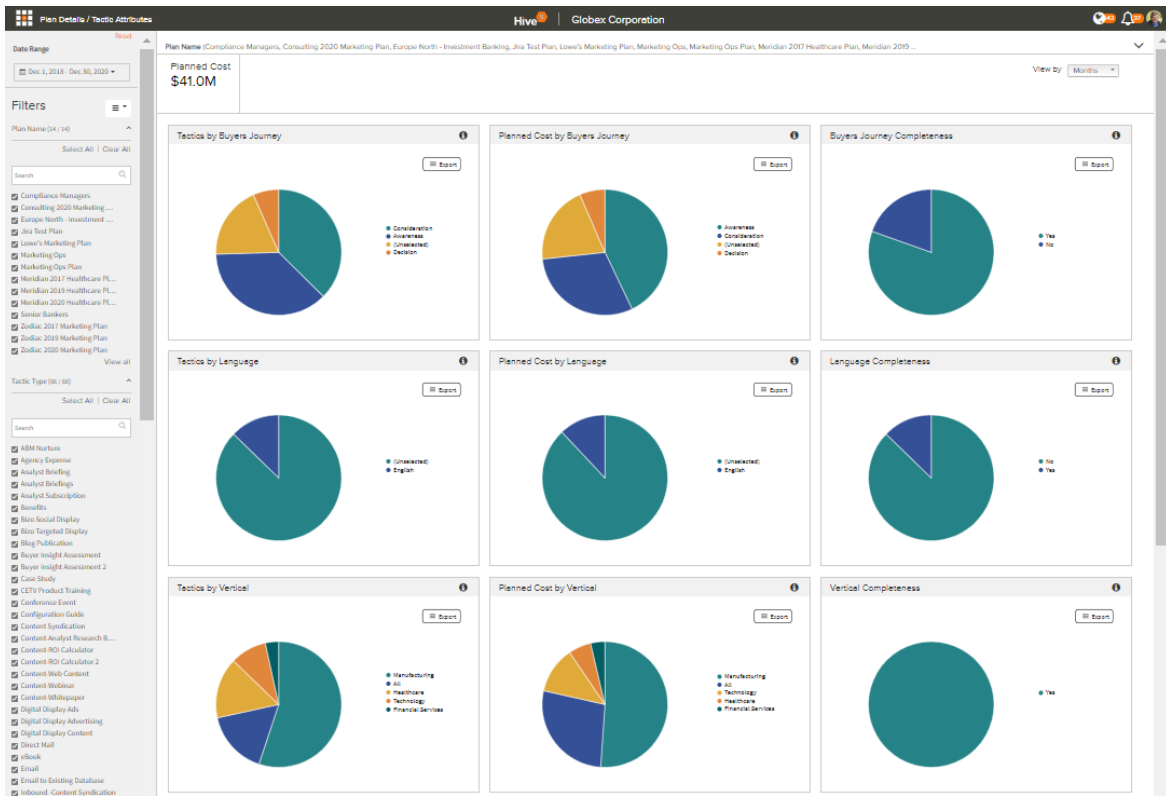 Plan Details / Tactic Attributes
Hive9 | Globex Corporation
Reset
Date Range
Dec 1, 2018 - Dec 30, 2020
Filters
Plan Name (14 / 14)
Select All | Clear All
Search
Compliance Managers
Consulting 2020 Marketing ...
Europe North - Investment ...
Jira Test Plan
Lowe's Marketing Plan
Marketing Ops
Marketing Ops Plan
Meridian 2017 Healthcare Pl...
Meridian 2019 Healthcare Pl...
Meridian 2020 Healthcare Pl...
Senior Bankers
Zodiac 2017 Marketing Plan
Zodiac 2019 Marketing Plan
Zodiac 2020 Marketing Plan
View all
Tactic Type
Select All | Clear All
Search
ABM Nurture
Agency Expense
Analyst Briefing
Analyst Briefings
Analyst Subscription
Benefits
Bizo Social Display
Bizo Targeted Display
Blog Publication
Buyer Insight Assessment
Buyer Insight Assessment 2
Case Study
CETV Product Training
Conference Event
Configuration Guide
Content Syndication
Content-Analyst Research B...
Content-ROI Calculator
Content-ROI Calculator 2
Content-Web Content
Content-Webinar
Content-Whitepaper
Digital Display Ads
Digital Display Advertising
Digital Display Content
Direct Mail
eBook
Email
Email to Existing Database
Inbound -Content Syndication
Plan Name (Compliance Managers, Consulting 2020 Marketing Plan, Europe North - Investment Banking, Jira Test Plan, Lowe's Marketing Plan, Marketing Ops, Marketing Ops Plan, Meridian 2017 Healthcare Plan, Meridian 2019 ...
Planned Cost
$41.0M
View by Months
Tactics by Buyers Journey
Export
Consideration
Awareness
(Unselected)
Decision
Planned Cost by Buyers Journey
Export
Awareness
Consideration
(Unselected)
Decision
Buyers Journey Completeness
Export
Yes
No
Tactics by Language
Export
(Unselected)
English
Planned Cost by Language
Export
(Unselected)
English
Language Completeness
Export
No
Yes
Tactics by Vertical
Export
Manufacturing
All
Healthcare
Technology
Financial Services
Planned Cost by Vertical
Export
Manufacturing
All
Technology
Healthcare
Financial Services
Vertical Completeness
Export
Yes